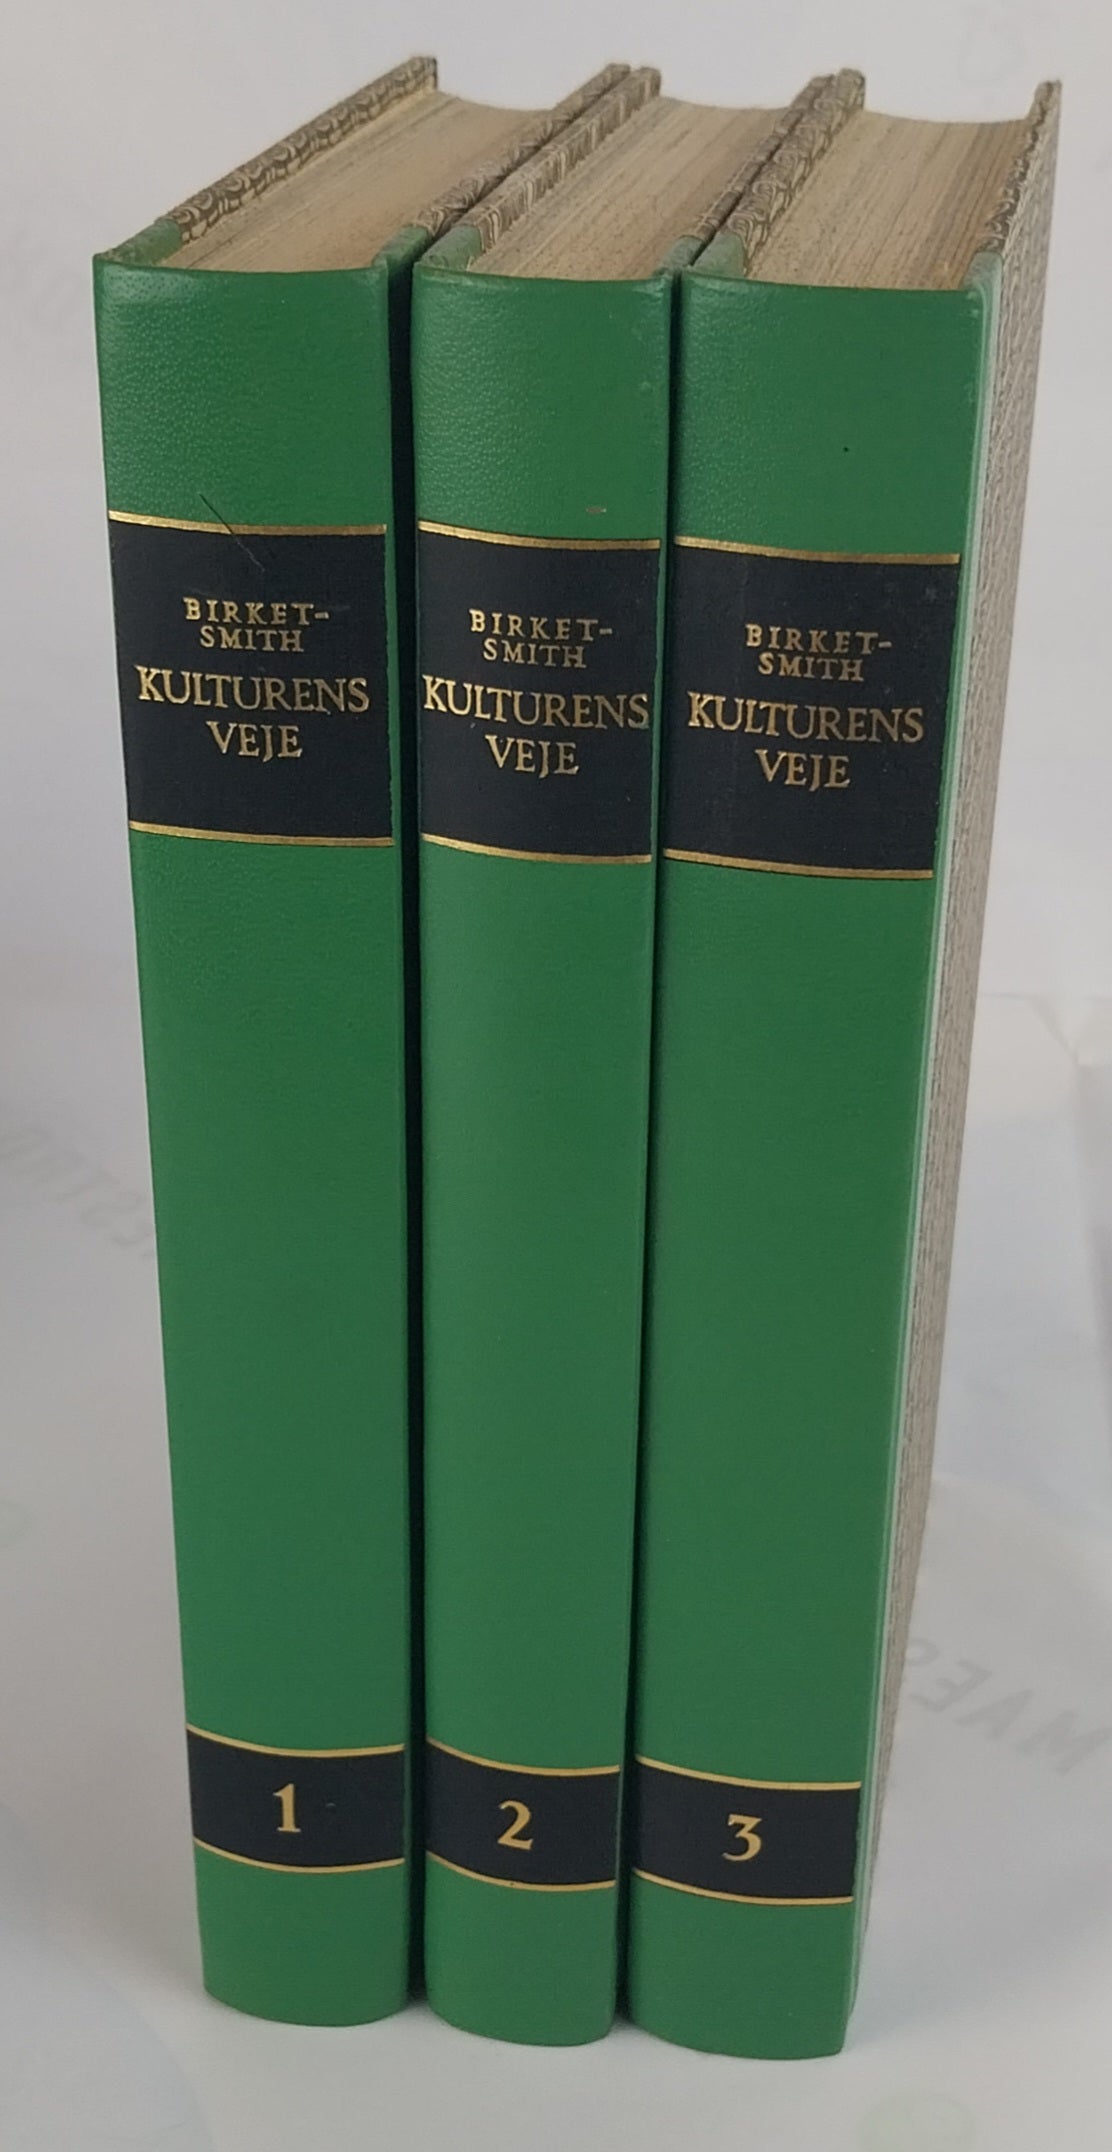 BIRKET-
SMITH
KULTURENS
VEJE
1
BIRKET-
SMITH
KULTURENS
VEJE
2
BIRKET-
SMITH
KULTURENS
VEJE
3